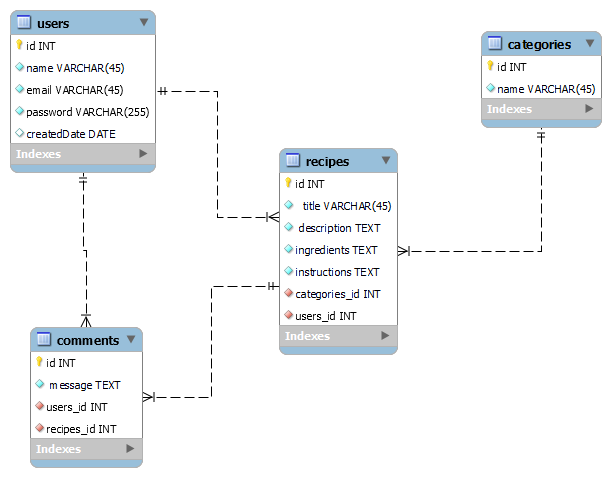 users
id INT
name VARCHAR(45)
email VARCHAR(45)
password VARCHAR(255)
createdDate DATE
Indexes
categories
id INT
name VARCHAR(45)
Indexes
recipes
id INT
title VARCHAR(45)
description TEXT
ingredients TEXT
instructions TEXT
categories_id INT
users_id INT
Indexes
comments
id INT
message TEXT
users_id INT
recipes_id INT
Indexes